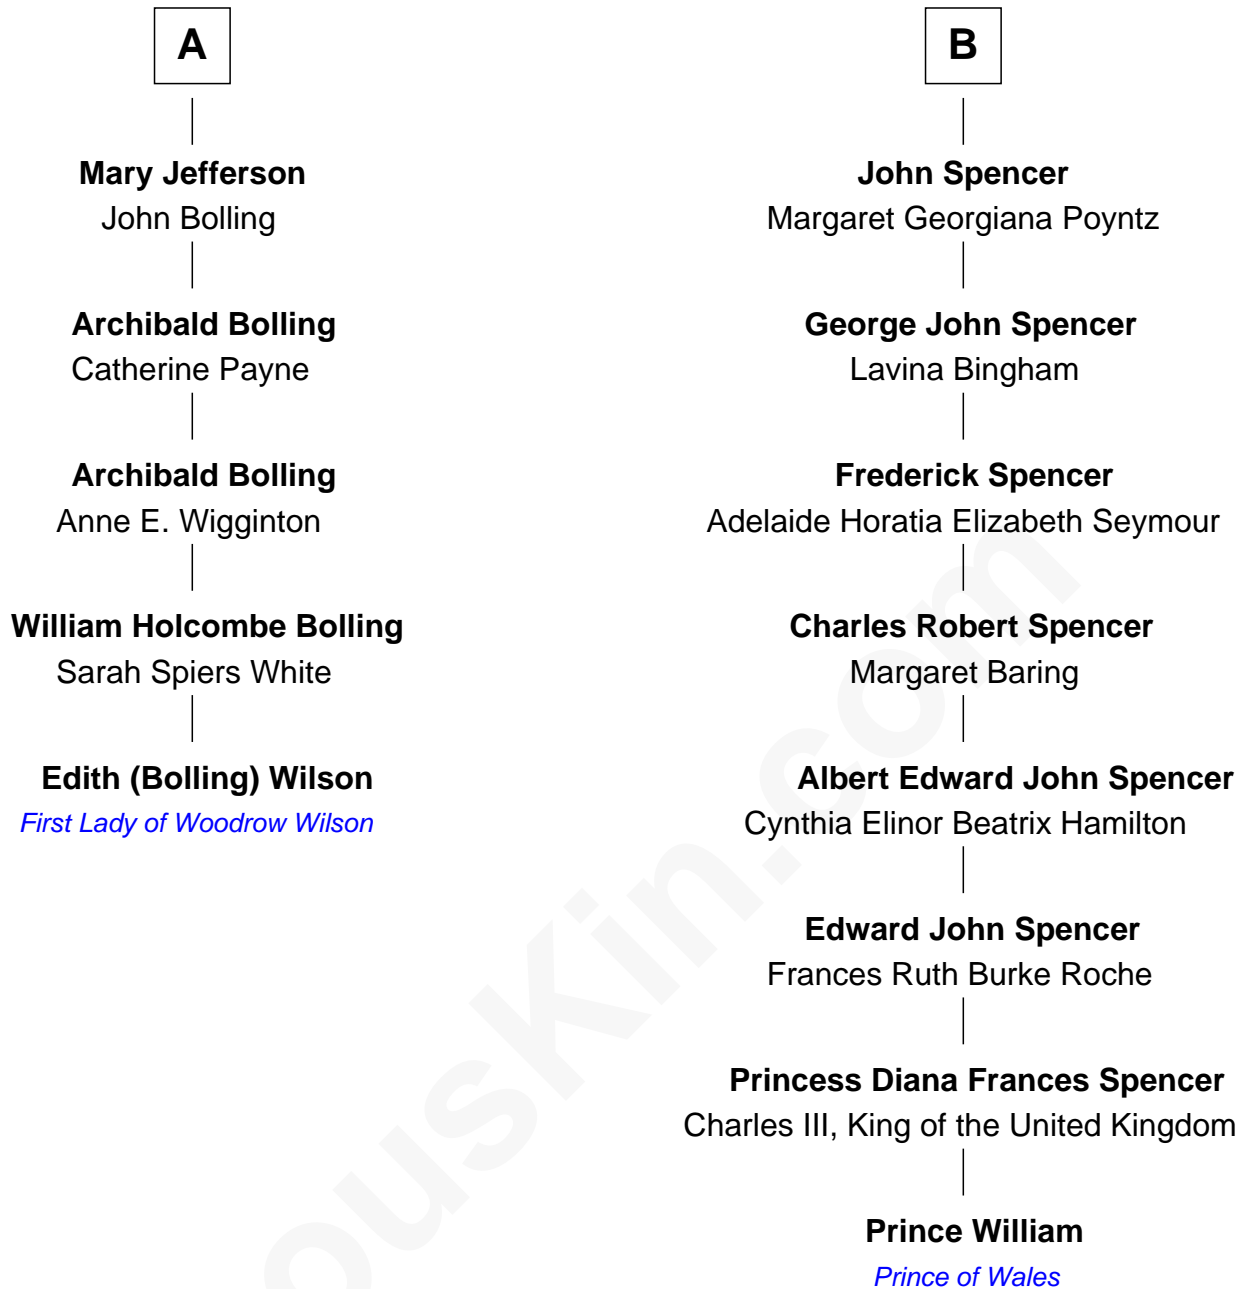 A
Mary Jefferson
John Bolling
Archibald Bolling
Catherine Payne
Archibald Bolling
Anne E. Wigginton
William Holcombe Bolling
Sarah Spiers White
Edith (Bolling) Wilson
First Lady of Woodrow Wilson
B
John Spencer
Margaret Georgiana Poyntz
George John Spencer
Lavina Bingham
Frederick Spencer
Adelaide Horatia Elizabeth Seymour
Charles Robert Spencer
Margaret Baring
Albert Edward John Spencer
Cynthia Elinor Beatrix Hamilton
Edward John Spencer
Frances Ruth Burke Roche
Princess Diana Frances Spencer
Charles III, King of the United Kingdom
Prince William
Prince of Wales
ousKin.com